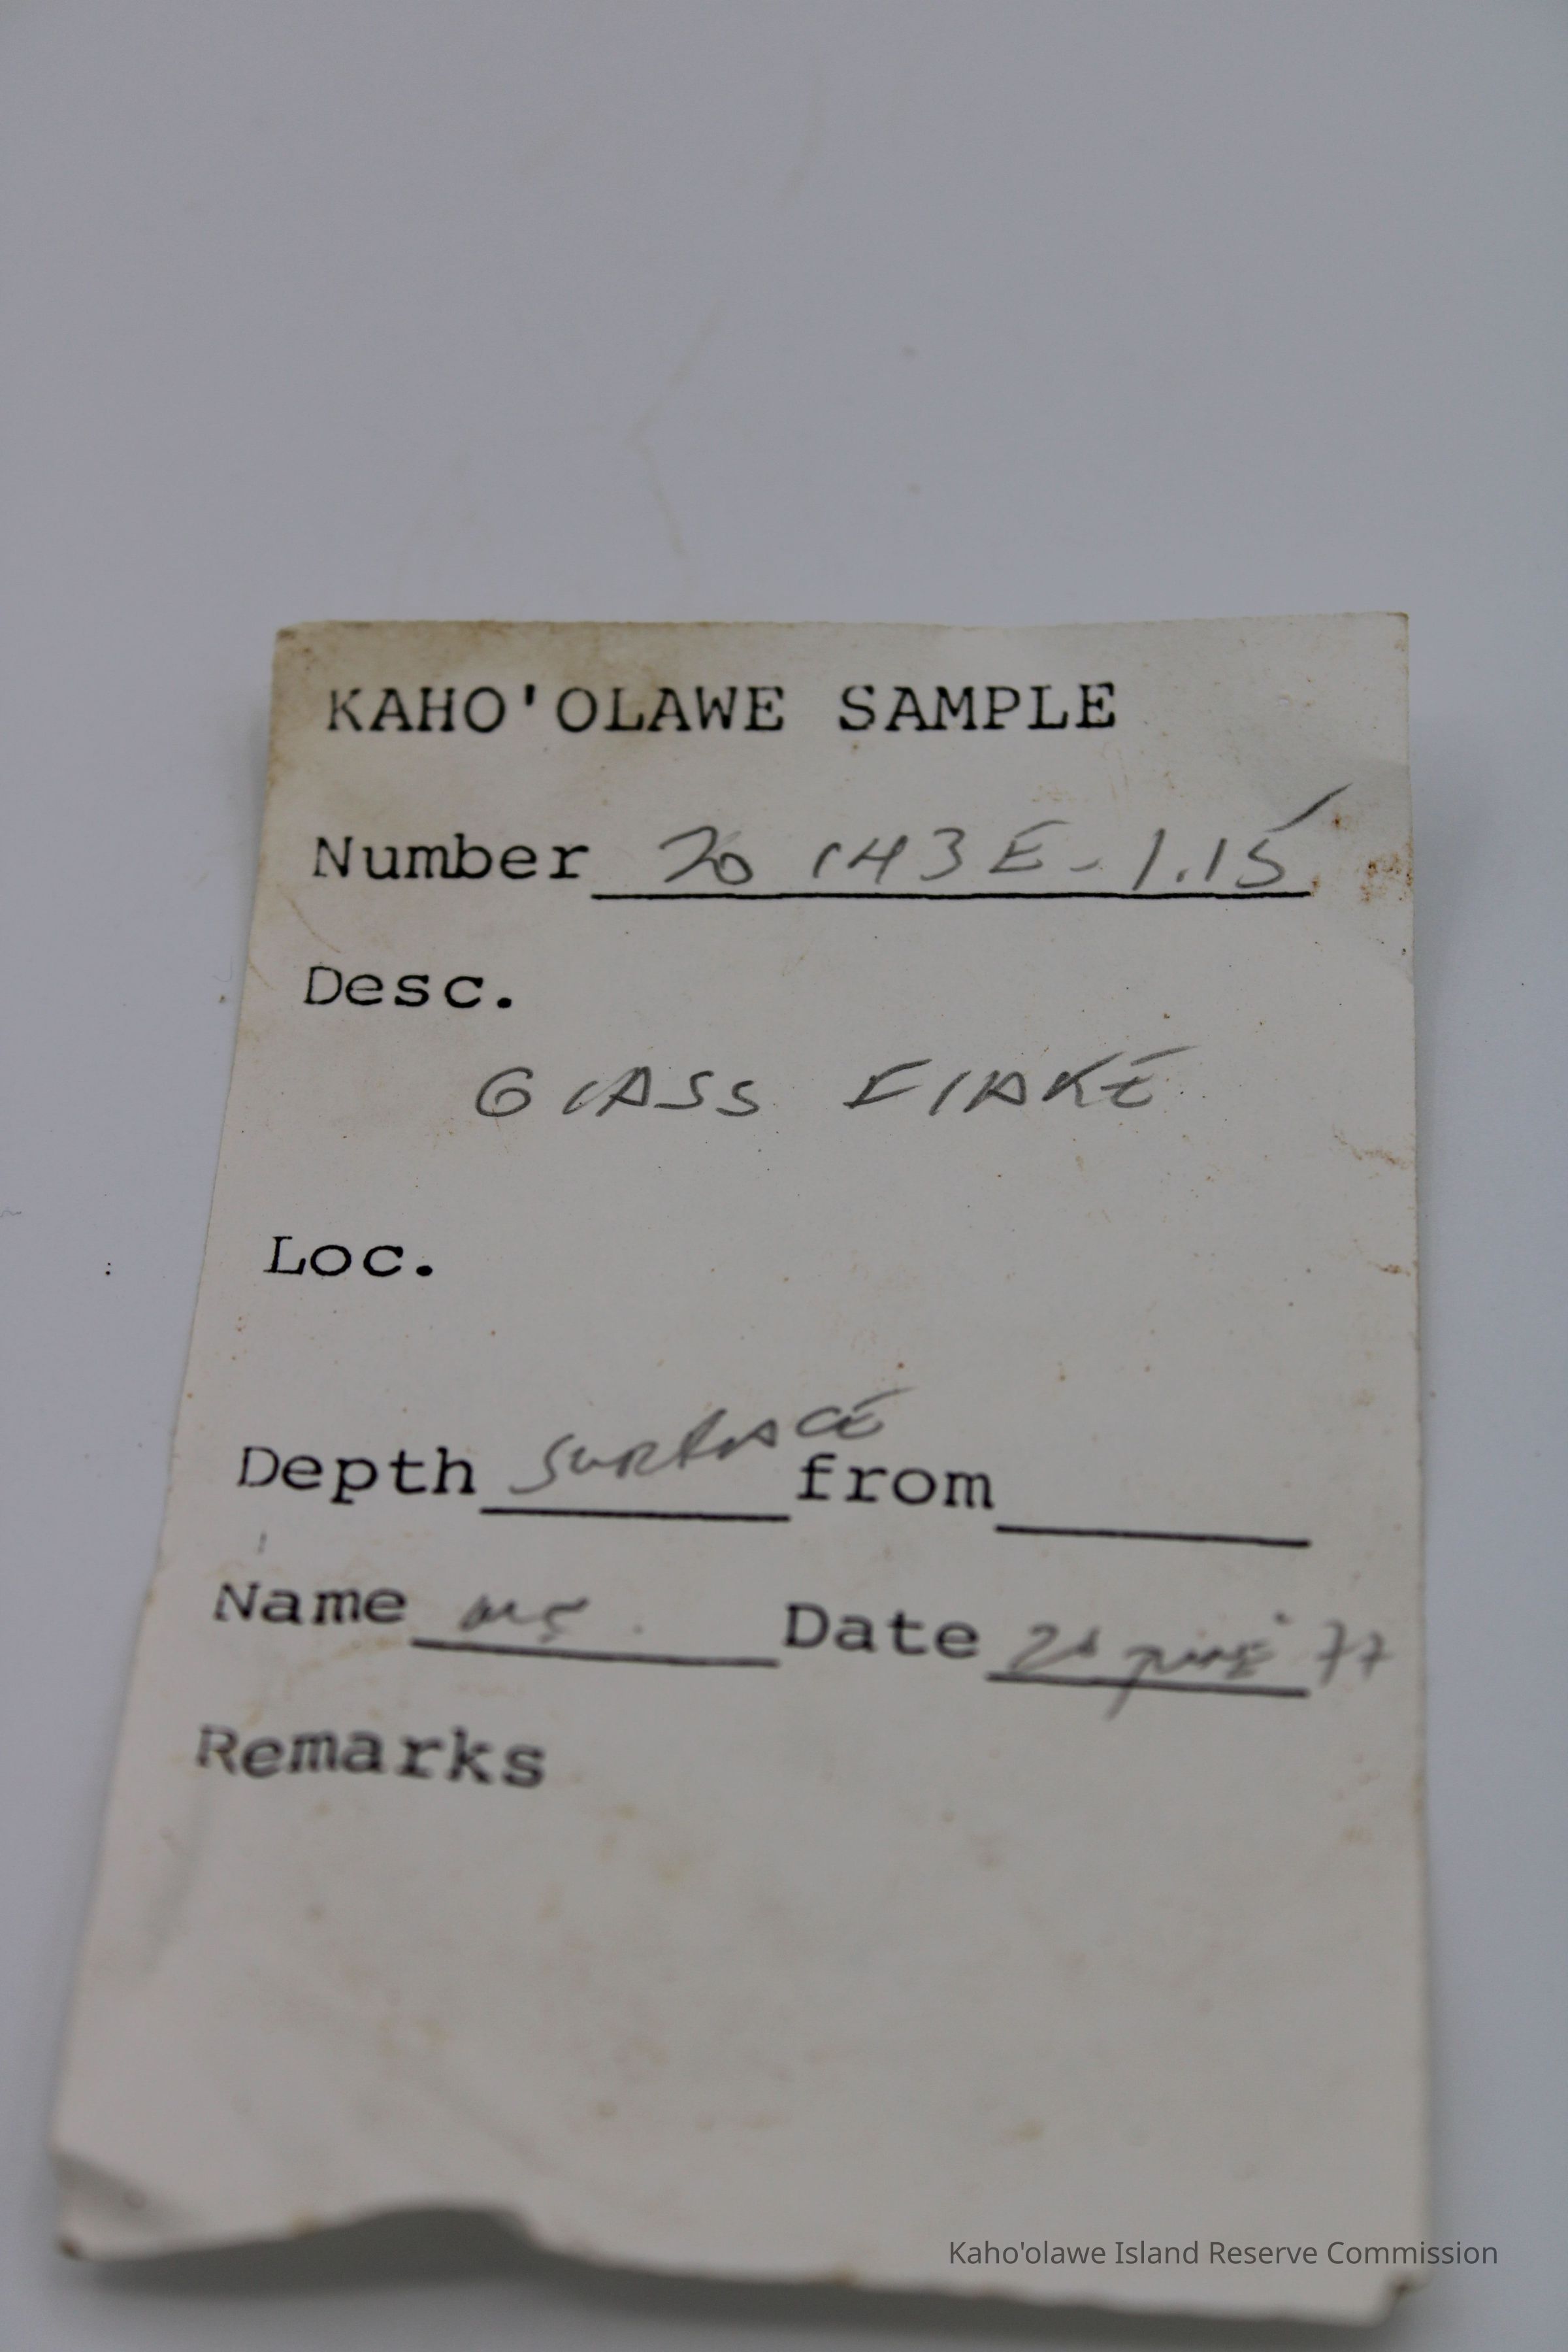 KAHO'OLAWE SAMPLE
Number 20 143E-1.15
Desc.
GLASS FLAKE
Loc.
Depth SURFACE from
Name Date JUNE 77
Remarks
Kaho'olawe Island Reserve Commission